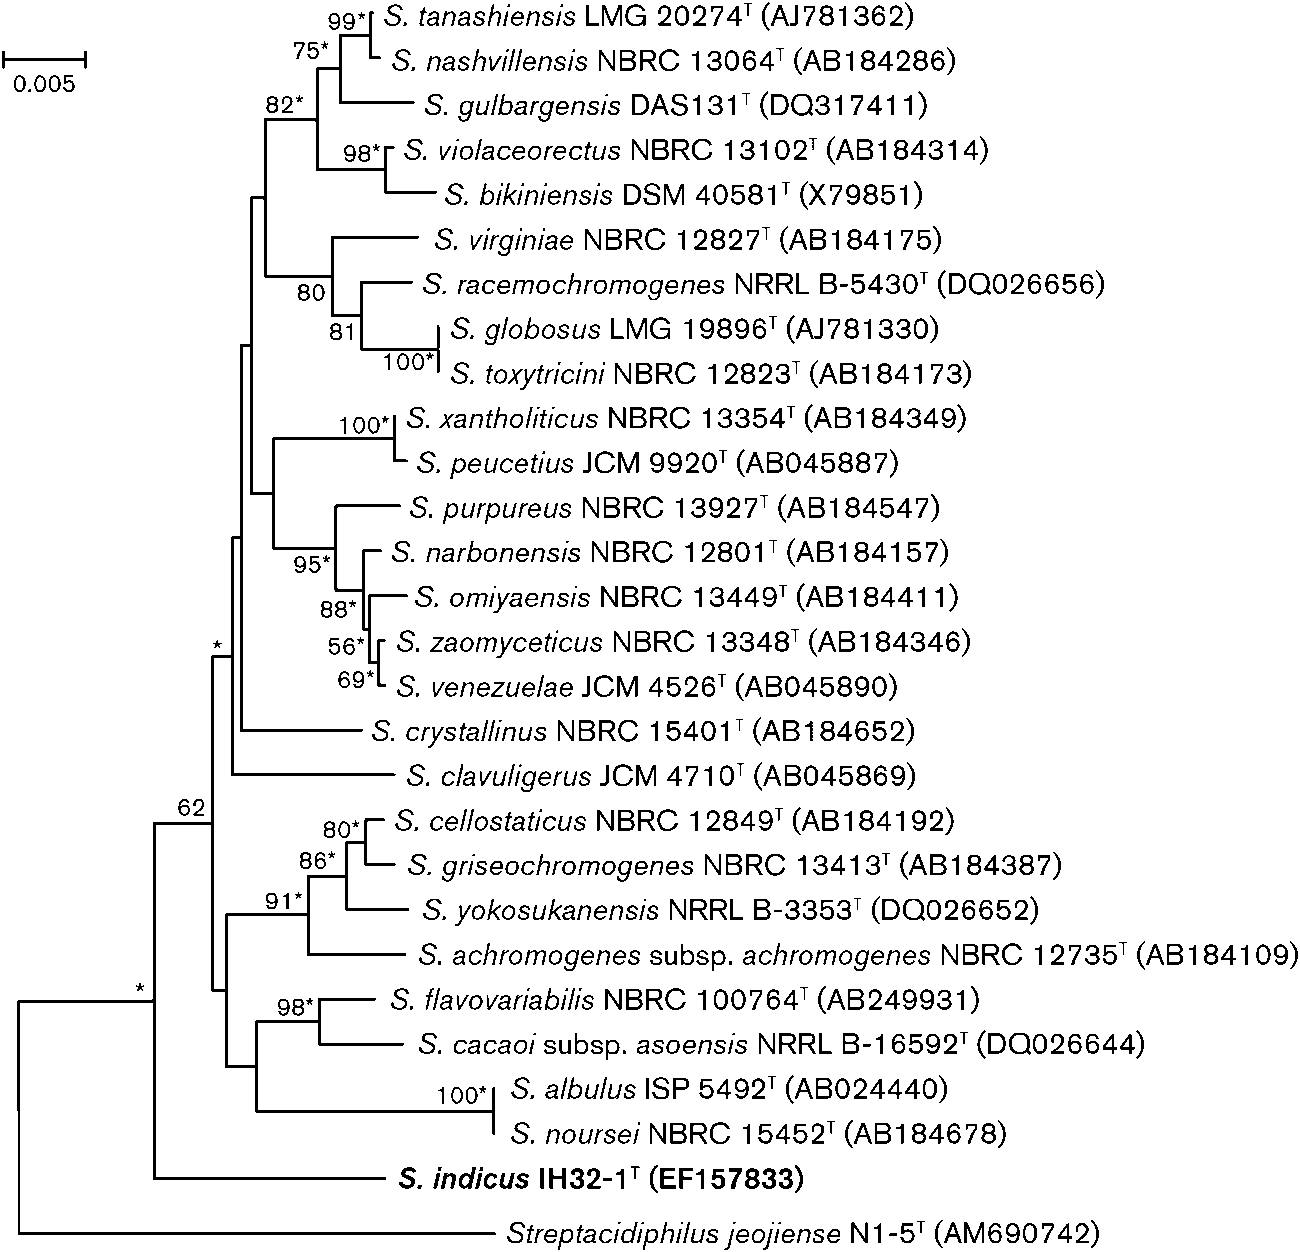 99* S. tanashiensis LMG 20274ᵀ (AJ781362)
75* S. nashvillensis NBRC 13064ᵀ (AB184286)
0.005
82* S. gulbargensis DAS131ᵀ (DQ317411)
98* S. violaceorectus NBRC 13102ᵀ (AB184314)
S. bikiniensis DSM 40581ᵀ (X79851)
S. virginiae NBRC 12827ᵀ (AB184175)
80 S. racemochromogenes NRRL B-5430ᵀ (DQ026656)
81 S. globosus LMG 19896ᵀ (AJ781330)
100* S. toxytricini NBRC 12823ᵀ (AB184173)
100* S. xantholiticus NBRC 13354ᵀ (AB184349)
S. peucetius JCM 9920ᵀ (AB045887)
S. purpureus NBRC 13927ᵀ (AB184547)
95* S. narbonensis NBRC 12801ᵀ (AB184157)
88* S. omiyaensis NBRC 13449ᵀ (AB184411)
* 56* S. zaomyceticus NBRC 13348ᵀ (AB184346)
69* S. venezuelae JCM 4526ᵀ (AB045890)
S. crystallinus NBRC 15401ᵀ (AB184652)
S. clavuligerus JCM 4710ᵀ (AB045869)
62 80* S. cellostaticus NBRC 12849ᵀ (AB184192)
86* S. griseochromogenes NBRC 13413ᵀ (AB184387)
91* S. yokosukanensis NRRL B-3353ᵀ (DQ026652)
S. achromogenes subsp. achromogenes NBRC 12735ᵀ (AB184109)
* 98* S. flavovariabilis NBRC 100764ᵀ (AB249931)
S. cacaoi subsp. asoensis NRRL B-16592ᵀ (DQ026644)
100* S. albulus ISP 5492ᵀ (AB024440)
S. noursei NBRC 15452ᵀ (AB184678)
S. indicus IH32-1ᵀ (EF157833)
Streptacidiphilus jeojiense N1-5ᵀ (AM690742)